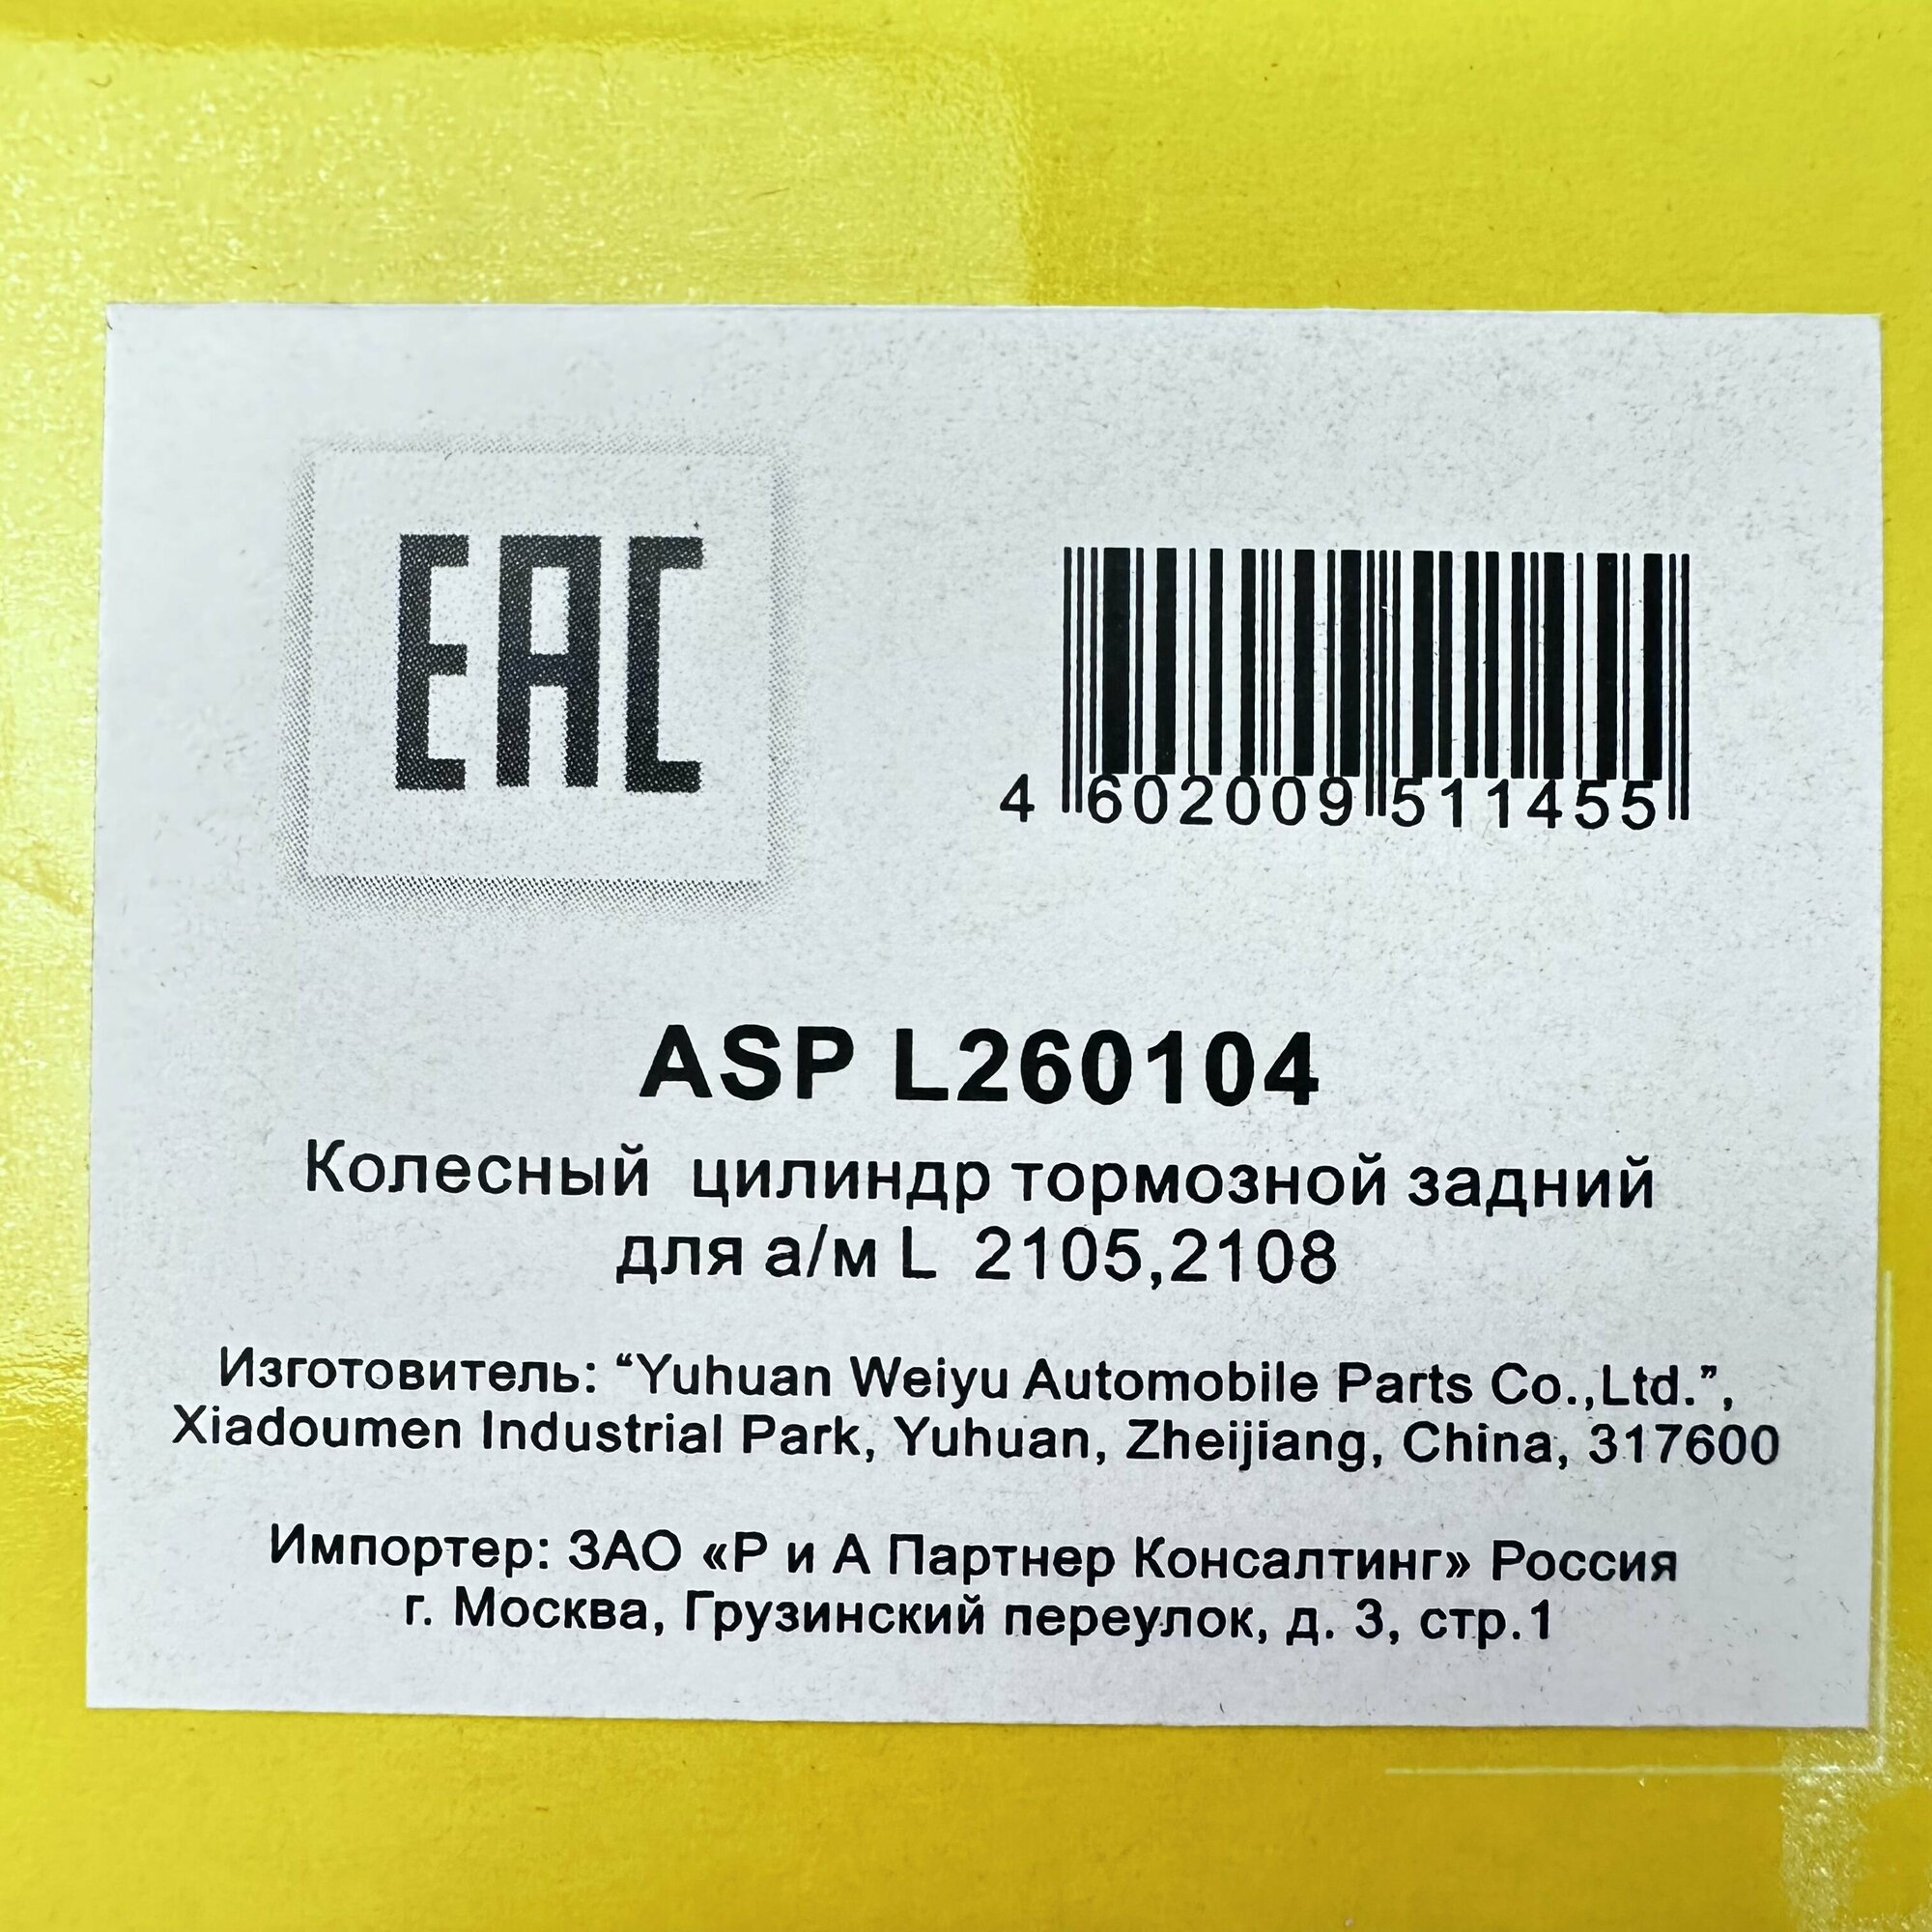 EAC
4 602009 511455
ASP L260104
Колесный цилиндр тормозной задний
для а/м L 2105,2108
Изготовитель: “Yuhuan Weiyu Automobile Parts Co.,Ltd.”,
Xiadoumen Industrial Park, Yuhuan, Zheijiang, China, 317600
Импортер: ЗАО «Р и А Партнер Консалтинг» Россия
г. Москва, Грузинский переулок, д. 3, стр.1